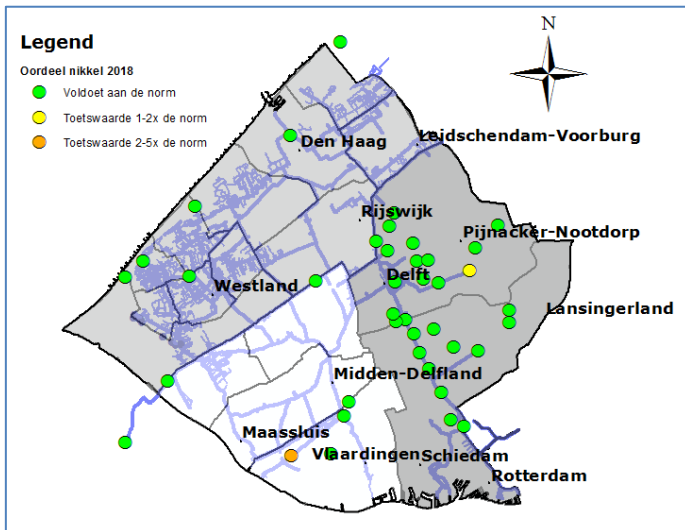 Legend
Oordeel nikkel 2018
Voldoet aan de norm
Toetswaarde 1-2x de norm
Toetswaarde 2-5x de norm
N
Den Haag
Leidschendam-Voorburg
Rijswijk
Pijnacker-Nootdorp
Delft
Westland
Lansingerland
Midden-Delfland
Maassluis
Vlaardingen
Schiedam
Rotterdam